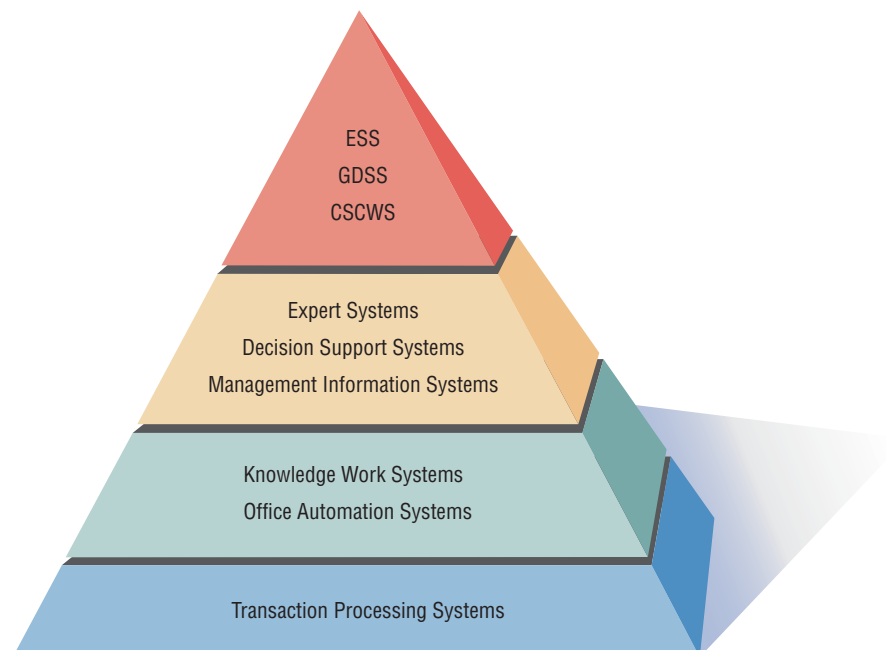 ESS
GDSS
CSCWS
Expert Systems
Decision Support Systems
Management Information Systems
Knowledge Work Systems
Office Automation Systems
Transaction Processing Systems